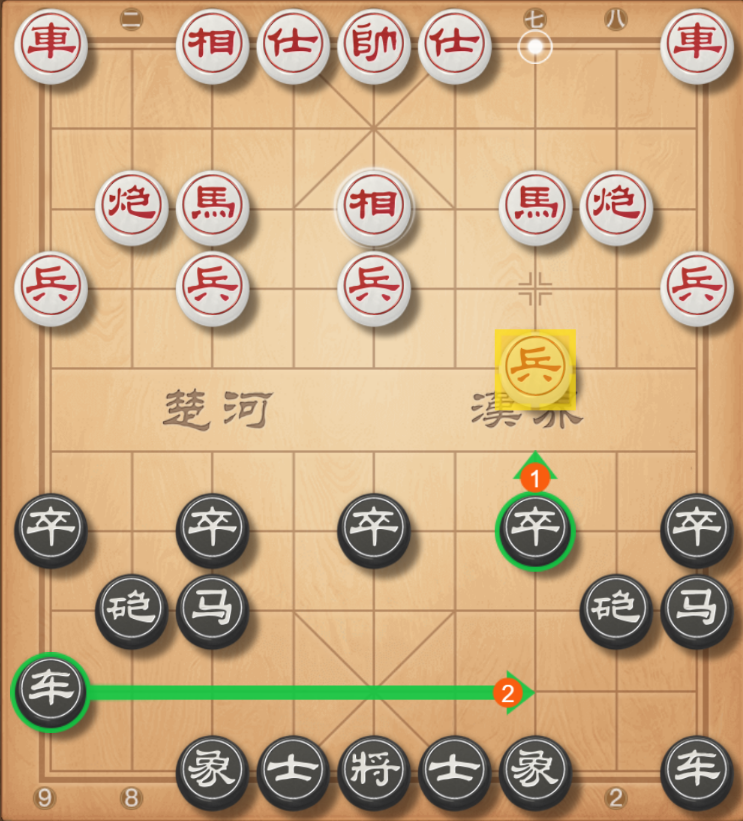 二 七 八
車 相 仕 帥 仕 車
炮 馬 相 馬 炮
兵 兵 兵 兵
兵
楚河 漢界
1
卒 卒 卒 卒 卒
砲 马 砲 马
车 2
象 士 将 士 象 车
9 8 2